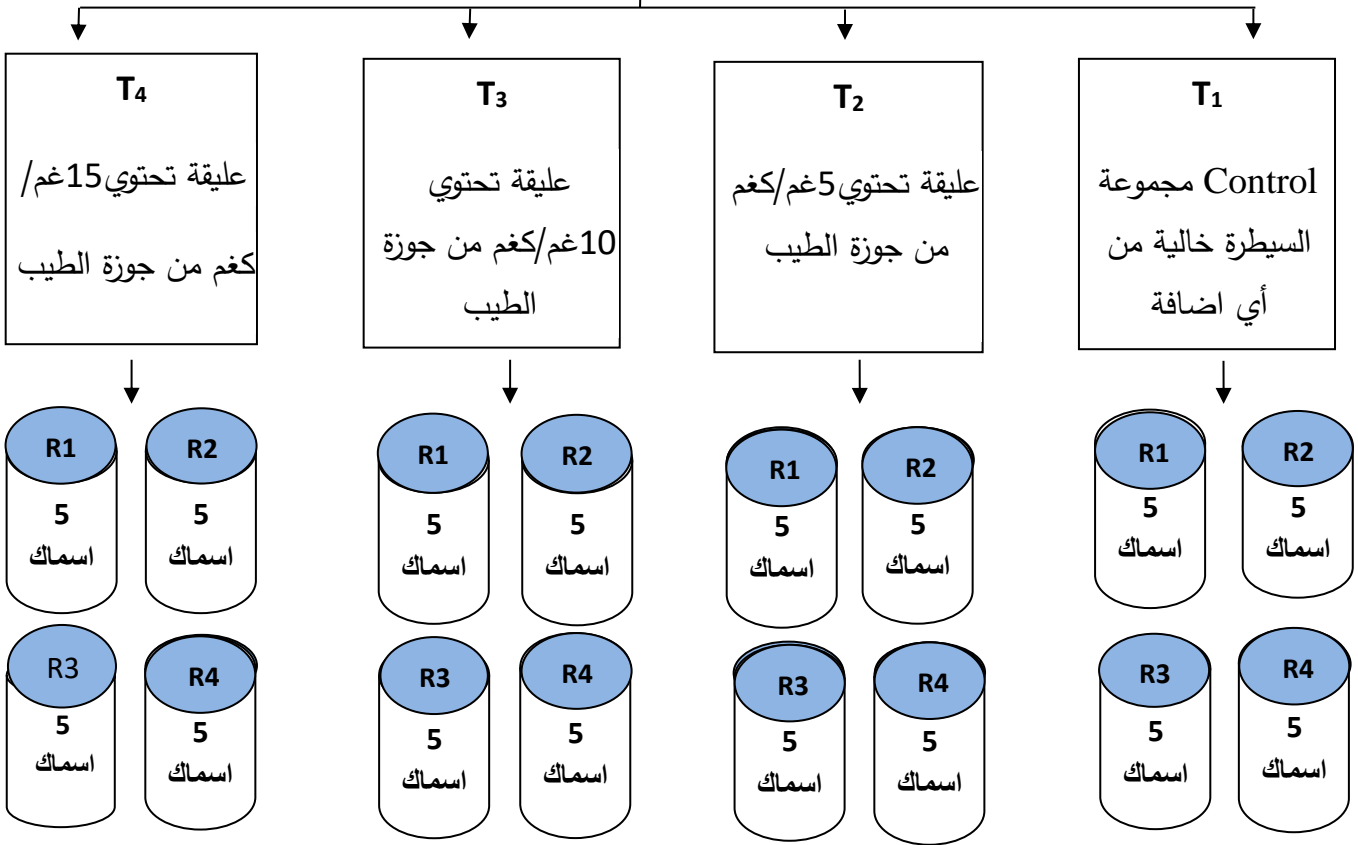 T₁
Control مجموعة
السيطرة خالية من
أي اضافة
T₂
عليقة تحتوي5غم/كغم
من جوزة الطيب
T₃
عليقة تحتوي
10غم/كغم من جوزة
الطيب
T₄
عليقة تحتوي15غم/
كغم من جوزة الطيب
R1
5
اسماك
R2
5
اسماك
R3
5
اسماك
R4
5
اسماك
R1
5
اسماك
R2
5
اسماك
R3
5
اسماك
R4
5
اسماك
R1
5
اسماك
R2
5
اسماك
R3
5
اسماك
R4
5
اسماك
R1
5
اسماك
R2
5
اسماك
R3
5
اسماك
R4
5
اسماك